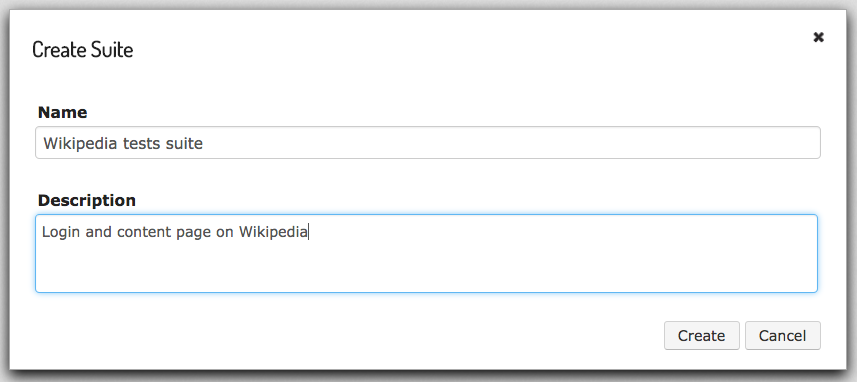 Create Suite
Name
Wikipedia tests suite
Description
Login and content page on Wikipedia
Create Cancel